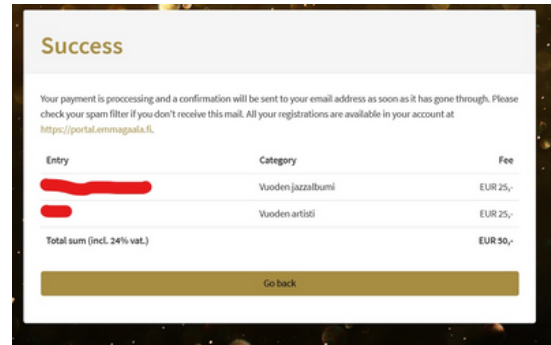 Success
Your payment is proccessing and a confirmation will be sent to your email address as soon as it has gone through. Please
check your spam filter if you don't receive this mail. All your registrations are available in your account at
https://portal.emmagaala.fi.
Entry Category Fee
Vuoden jazzalbumi EUR 25,-
Vuoden artisti EUR 25,-
Total sum (incl. 24% vat.) EUR 50,-
Go back